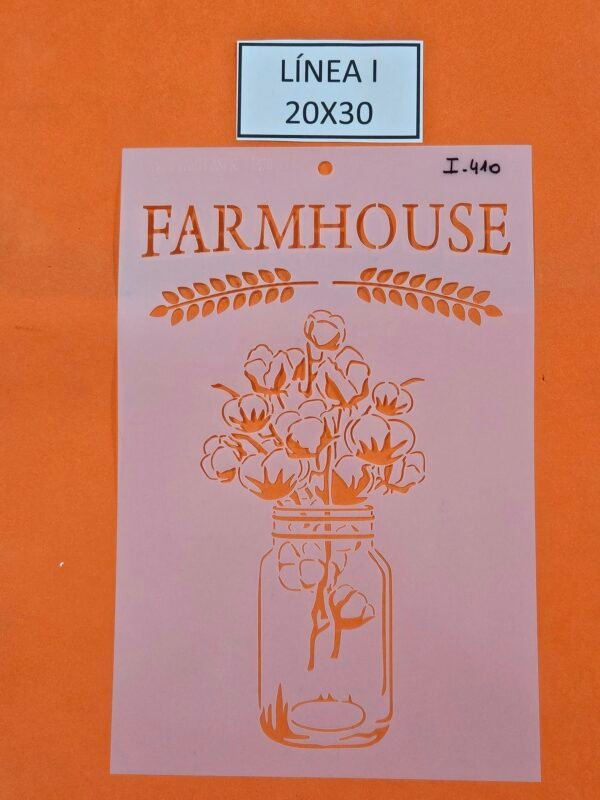 LÍNEA I
20X30
I-410
FARMHOUSE